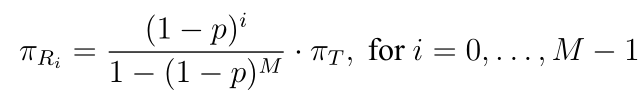 π_{R_i} = \frac{(1 − p)^i}{1 − (1 − p)^M} · π_T, for i = 0, . . . , M − 1